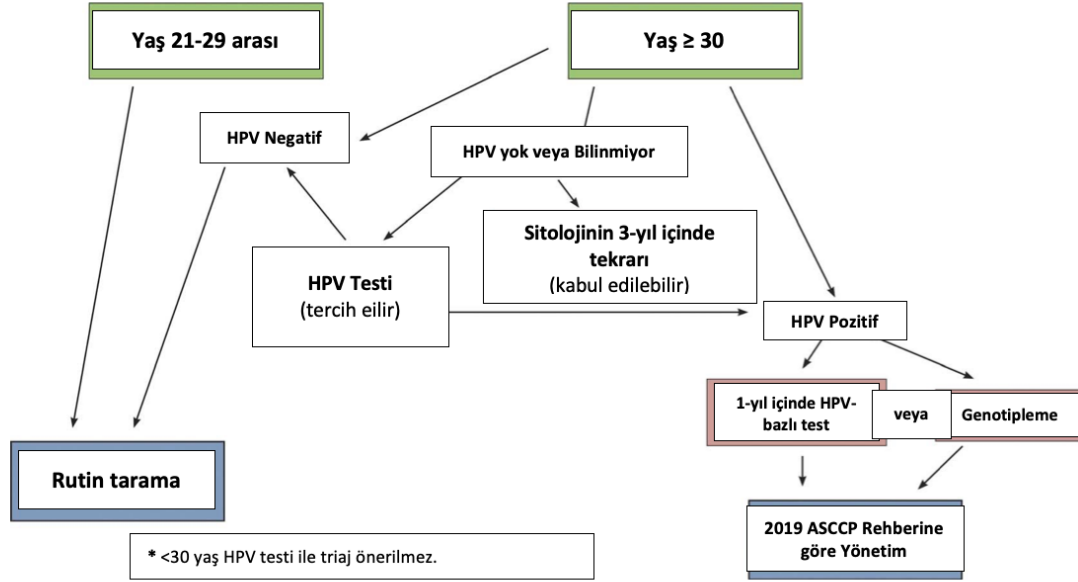 Yaş 21-29 arası
Yaş ≥ 30
HPV Negatif
HPV yok veya Bilinmiyor
Sitolojinin 3-yıl içinde
tekrarı
(kabul edilebilir)
HPV Testi
(tercih eilir)
HPV Pozitif
1-yıl içinde HPV-
bazlı test
veya
Genotipleme
Rutin tarama
2019 ASCCP Rehberine
göre Yönetim
* <30 yaş HPV testi ile triaj önerilmez.